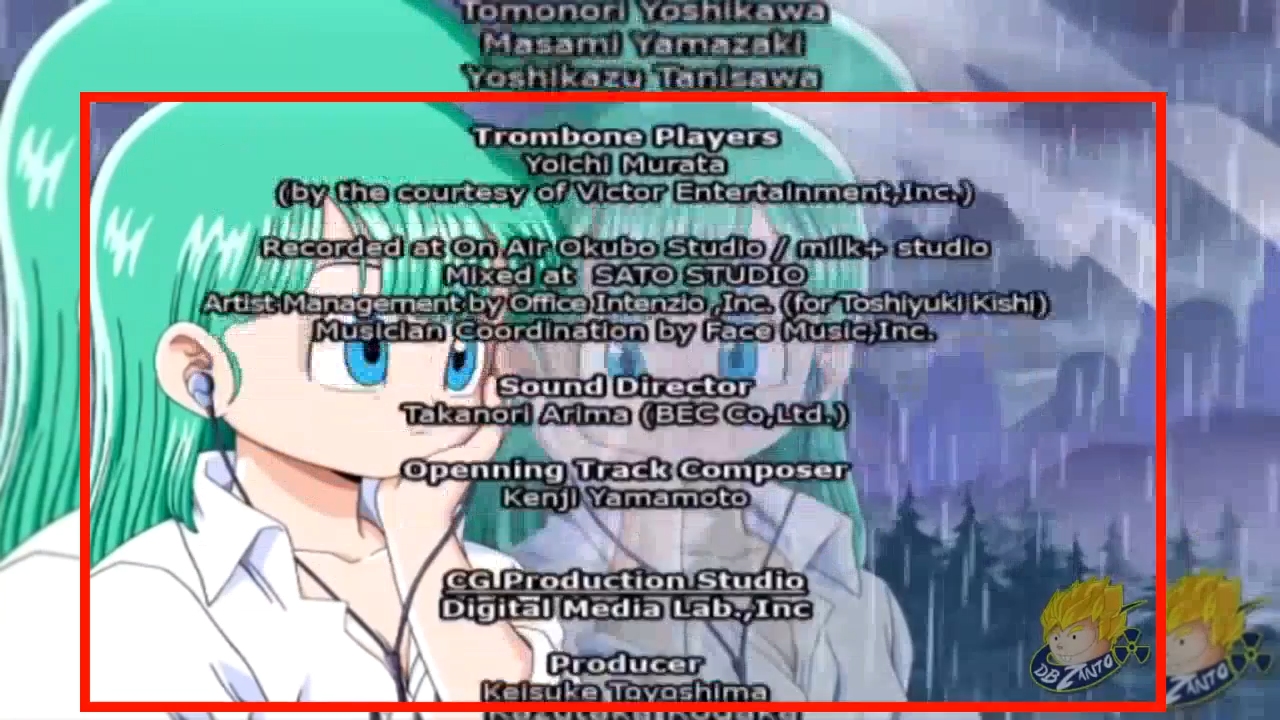 Tomonori Yoshikawa
Masami Yamazaki
Yoshikazu Tanisawa
Trombone Players
Yoichi Murata
(by the courtesy of Victor Entertainment,Inc.)
Recorded at On Air Okubo Studio / milk+ studio
Mixed at SATO STUDIO
Artist Management by Office Intenzio ,Inc. (for Toshiyuki Kishi)
Musician Coordination by Face Music,Inc.
Sound Director
Takanori Arima (BEC Co,Ltd.)
Openning Track Composer
Kenji Yamamoto
CG Production Studio
Digital Media Lab.,Inc
Producer
Keisuke Toyoshima
DBZANTO
ZANTO